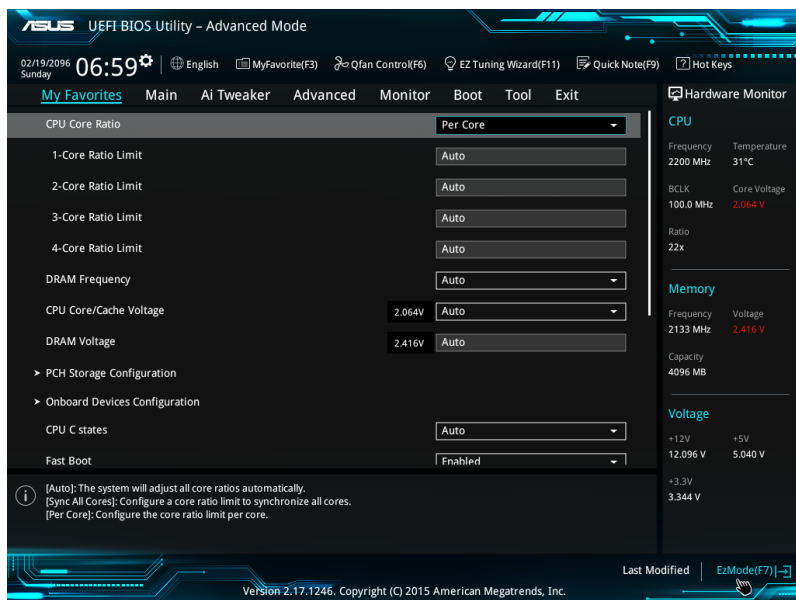 ASUS UEFI BIOS Utility – Advanced Mode
02/19/2096
Sunday
06:59
English
MyFavorite(F3)
Qfan Control(F6)
EZ Tuning Wizard(F11)
Quick Note(F9)
? Hot Keys
My Favorites Main Ai Tweaker Advanced Monitor Boot Tool Exit
CPU Core Ratio Per Core
1-Core Ratio Limit Auto
2-Core Ratio Limit Auto
3-Core Ratio Limit Auto
4-Core Ratio Limit Auto
DRAM Frequency Auto
CPU Core/Cache Voltage 2.064V Auto
DRAM Voltage 2.416V Auto
> PCH Storage Configuration
> Onboard Devices Configuration
CPU C states Auto
Fast Boot Enabled
[Auto]: The system will adjust all core ratios automatically.
[Sync All Cores]: Configure a core ratio limit to synchronize all cores.
[Per Core]: Configure the core ratio limit per core.
Hardware Monitor
CPU
Frequency Temperature
2200 MHz 31°C
BCLK Core Voltage
100.0 MHz 2.064 V
Ratio
22x
Memory
Frequency Voltage
2133 MHz 2.416 V
Capacity
4096 MB
Voltage
+12V +5V
12.096 V 5.040 V
+3.3V
3.344 V
Last Modified EzMode(F7)
Version 2.17.1246. Copyright (C) 2015 American Megatrends, Inc.